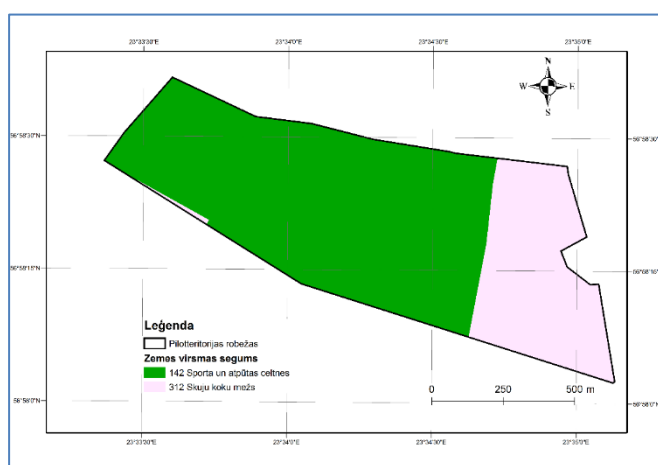 23°33'30"E 23°34'0"E 23°34'30"E 23°35'0"E
N
W E
S
56°58'30"N 56°58'30"N
56°58'15"N 56°58'15"N
Leģenda
Pilotteritorijas robežas
Zemes virsmas segums
142 Sporta un atpūtas celtnes
312 Skuju koku mežs
0 250 500 m
56°58'0"N 56°58'0"N
23°33'30"E 23°34'0"E 23°34'30"E 23°35'0"E